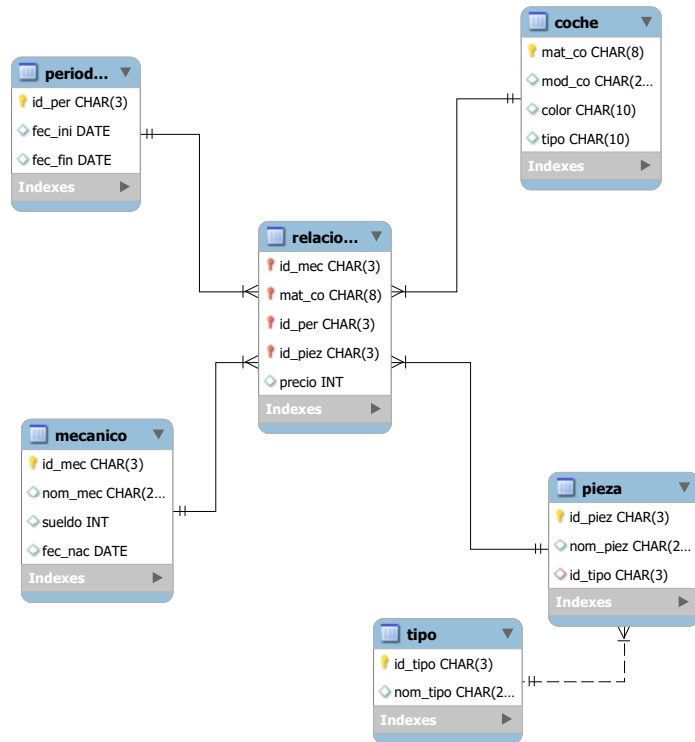 coche
mat_co CHAR(8)
mod_co CHAR(2...
color CHAR(10)
tipo CHAR(10)
Indexes
period...
id_per CHAR(3)
fec_ini DATE
fec_fin DATE
Indexes
relacio...
id_mec CHAR(3)
mat_co CHAR(8)
id_per CHAR(3)
id_piez CHAR(3)
precio INT
Indexes
mecanico
id_mec CHAR(3)
nom_mec CHAR(2...
sueldo INT
fec_nac DATE
Indexes
pieza
id_piez CHAR(3)
nom_piez CHAR(2...
id_tipo CHAR(3)
Indexes
tipo
id_tipo CHAR(3)
nom_tipo CHAR(2...
Indexes